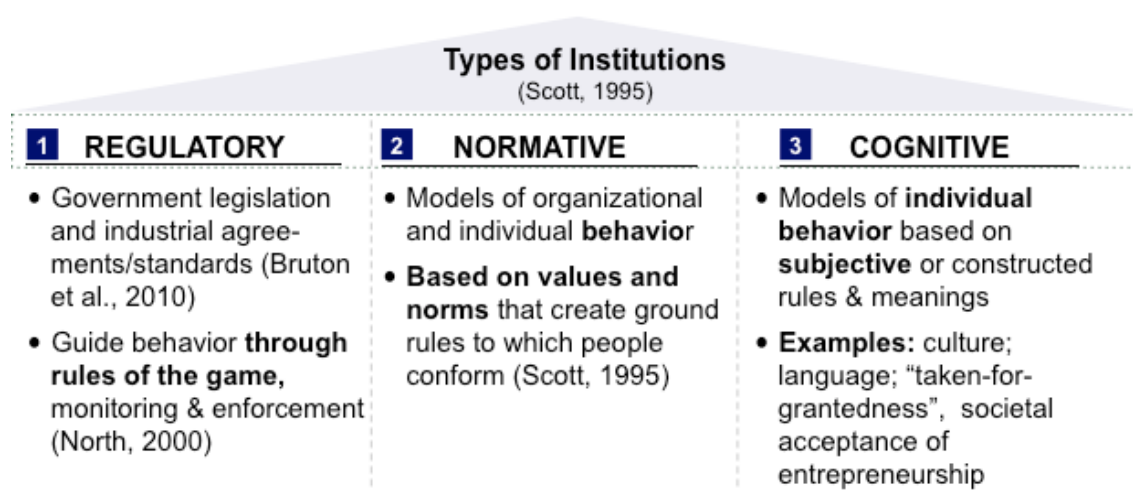 Types of Institutions
(Scott, 1995)
1 REGULATORY
• Government legislation
and industrial agree-
ments/standards (Bruton
et al., 2010)
• Guide behavior through
rules of the game,
monitoring & enforcement
(North, 2000)
2 NORMATIVE
• Models of organizational
and individual behavior
• Based on values and
norms that create ground
rules to which people
conform (Scott, 1995)
3 COGNITIVE
• Models of individual
behavior based on
subjective or constructed
rules & meanings
• Examples: culture;
language; “taken-for-
grantedness”, societal
acceptance of
entrepreneurship